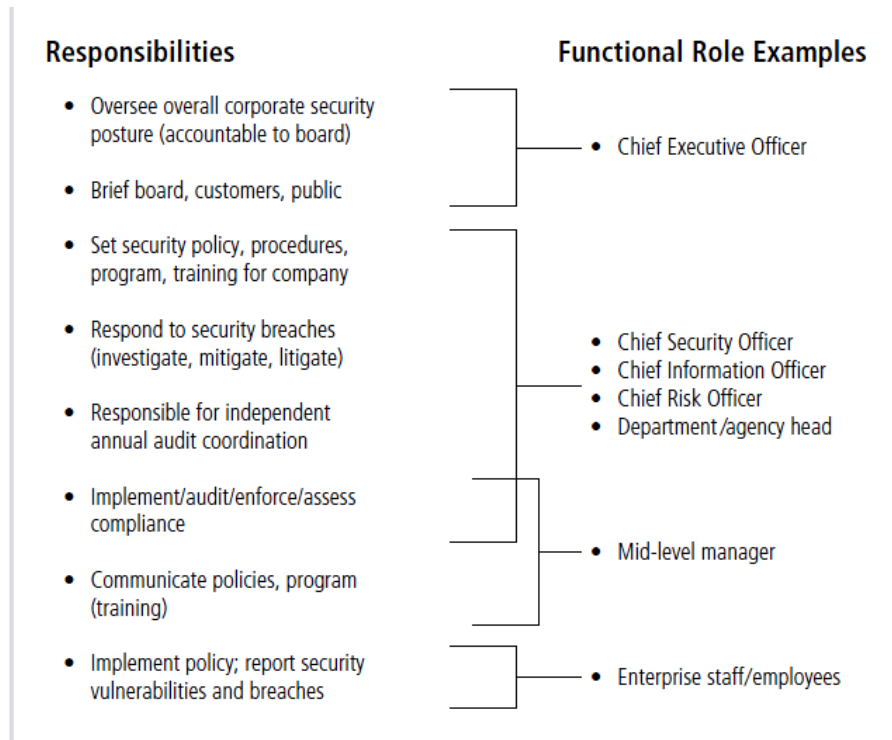 Responsibilities
Functional Role Examples
• Oversee overall corporate security
posture (accountable to board)
• Brief board, customers, public
• Chief Executive Officer
• Set security policy, procedures,
program, training for company
• Respond to security breaches
(investigate, mitigate, litigate)
• Responsible for independent
annual audit coordination
• Implement/audit/enforce/assess
compliance
• Chief Security Officer
• Chief Information Officer
• Chief Risk Officer
• Department/agency head
• Communicate policies, program
(training)
• Mid-level manager
• Implement policy; report security
vulnerabilities and breaches
• Enterprise staff/employees